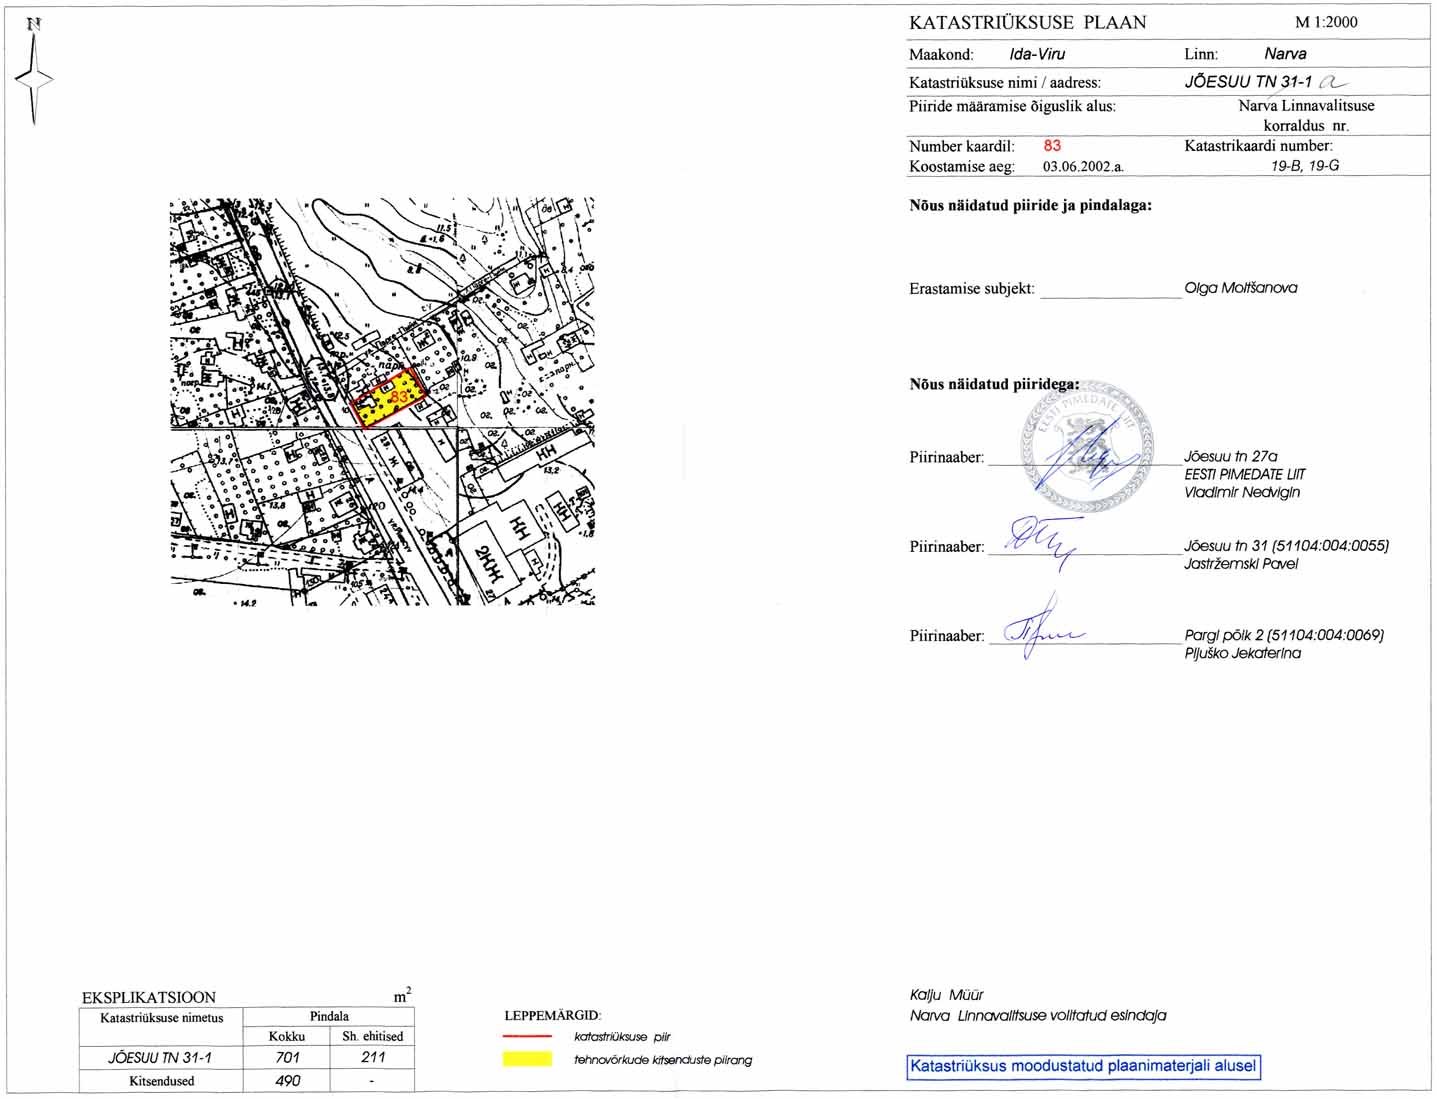 N
KATASTRIÜKSUSE PLAAN M 1:2000
Maakond: Ida-Viru Linn: Narva
Katastriüksuse nimi / aadress: JÕESUU TN 31-1 a
Piiride määramise õiguslik alus: Narva Linnavalitsuse
korraldus nr.
Number kaardil: 83 Katastrikaardi number:
Koostamise aeg: 03.06.2002.a. 19-B, 19-G
Nõus näidatud piiride ja pindalaga:
Erastamise subjekt: Olga Moltšanova
Nõus näidatud piiridega:
EESTI PIMEDATE LIIT
Piirinaaber: Jõesuu tn 27a
EESTI PIMEDATE LIIT
Vladimir Nedvigin
Piirinaaber: Jõesuu tn 31 (51104:004:0055)
Jastržemski Pavel
Piirinaaber: Pargi põik 2 (51104:004:0069)
Pljuško Jekaterina
83
EKSPLIKATSIOON m²
Katastriüksuse nimetus Pindala
Kokku Sh. ehitised
JÕESUU TN 31-1 701 211
Kitsendused 490 -
LEPPEMÄRGID:
katastriüksuse piir
tehnovõrkude kitsenduste piirang
Kalju Müür
Narva Linnavalitsuse volitatud esindaja
Katastriüksus moodustatud plaanimaterjali alusel